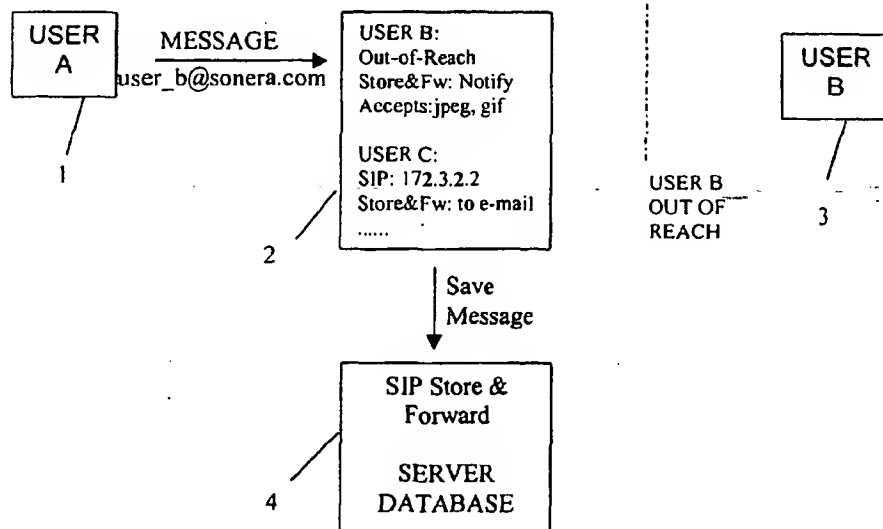 USER
A
MESSAGE
user_b@sonera.com
1
USER B:
Out-of-Reach
Store&Fw: Notify
Accepts:jpeg, gif
USER C:
SIP: 172.3.2.2
Store&Fw: to e-mail
......
2
USER
B
3
USER B
OUT OF
REACH
Save
Message
SIP Store &
Forward
SERVER
DATABASE
4